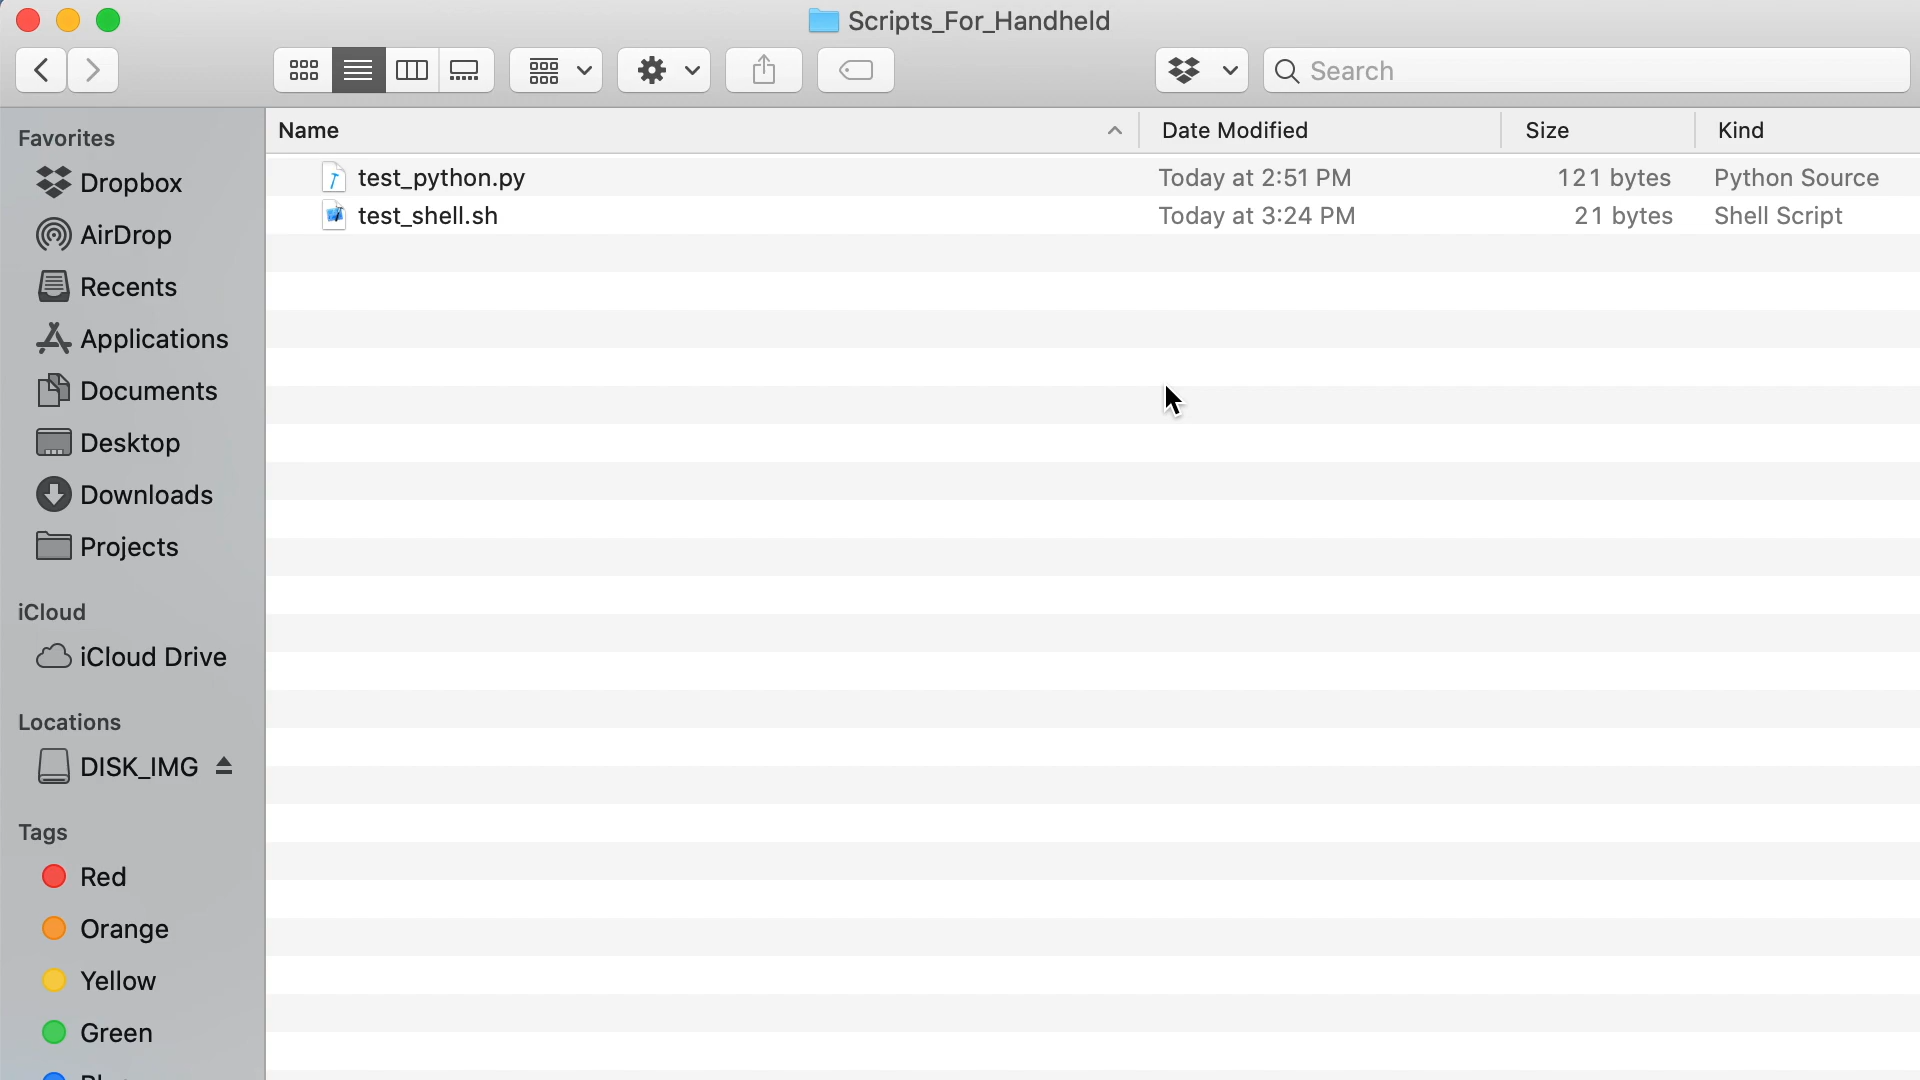 Scripts_For_Handheld
Search
Favorites
Dropbox
AirDrop
Recents
Applications
Documents
Desktop
Downloads
Projects
iCloud
iCloud Drive
Locations
DISK_IMG
Tags
Red
Orange
Yellow
Green
Name Date Modified Size Kind
test_python.py Today at 2:51 PM 121 bytes Python Source
test_shell.sh Today at 3:24 PM 21 bytes Shell Script